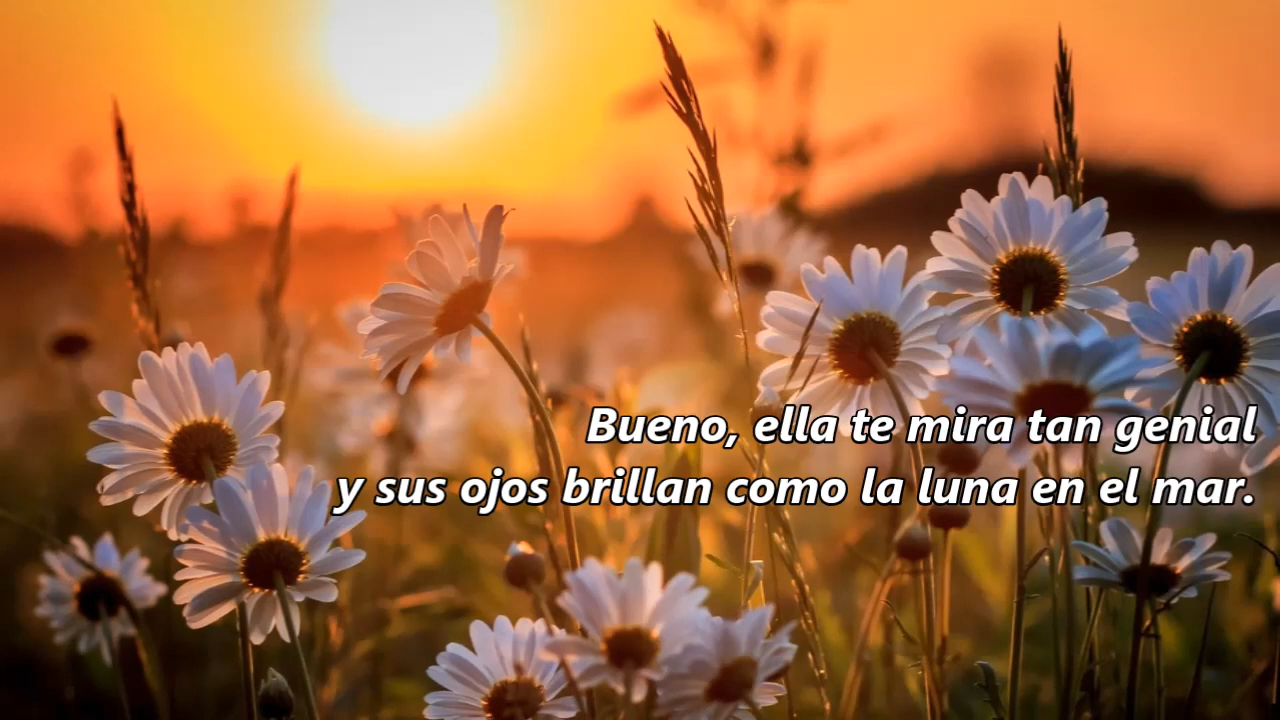 Bueno, ella te mira tan genial
y sus ojos brillan como la luna en el mar.